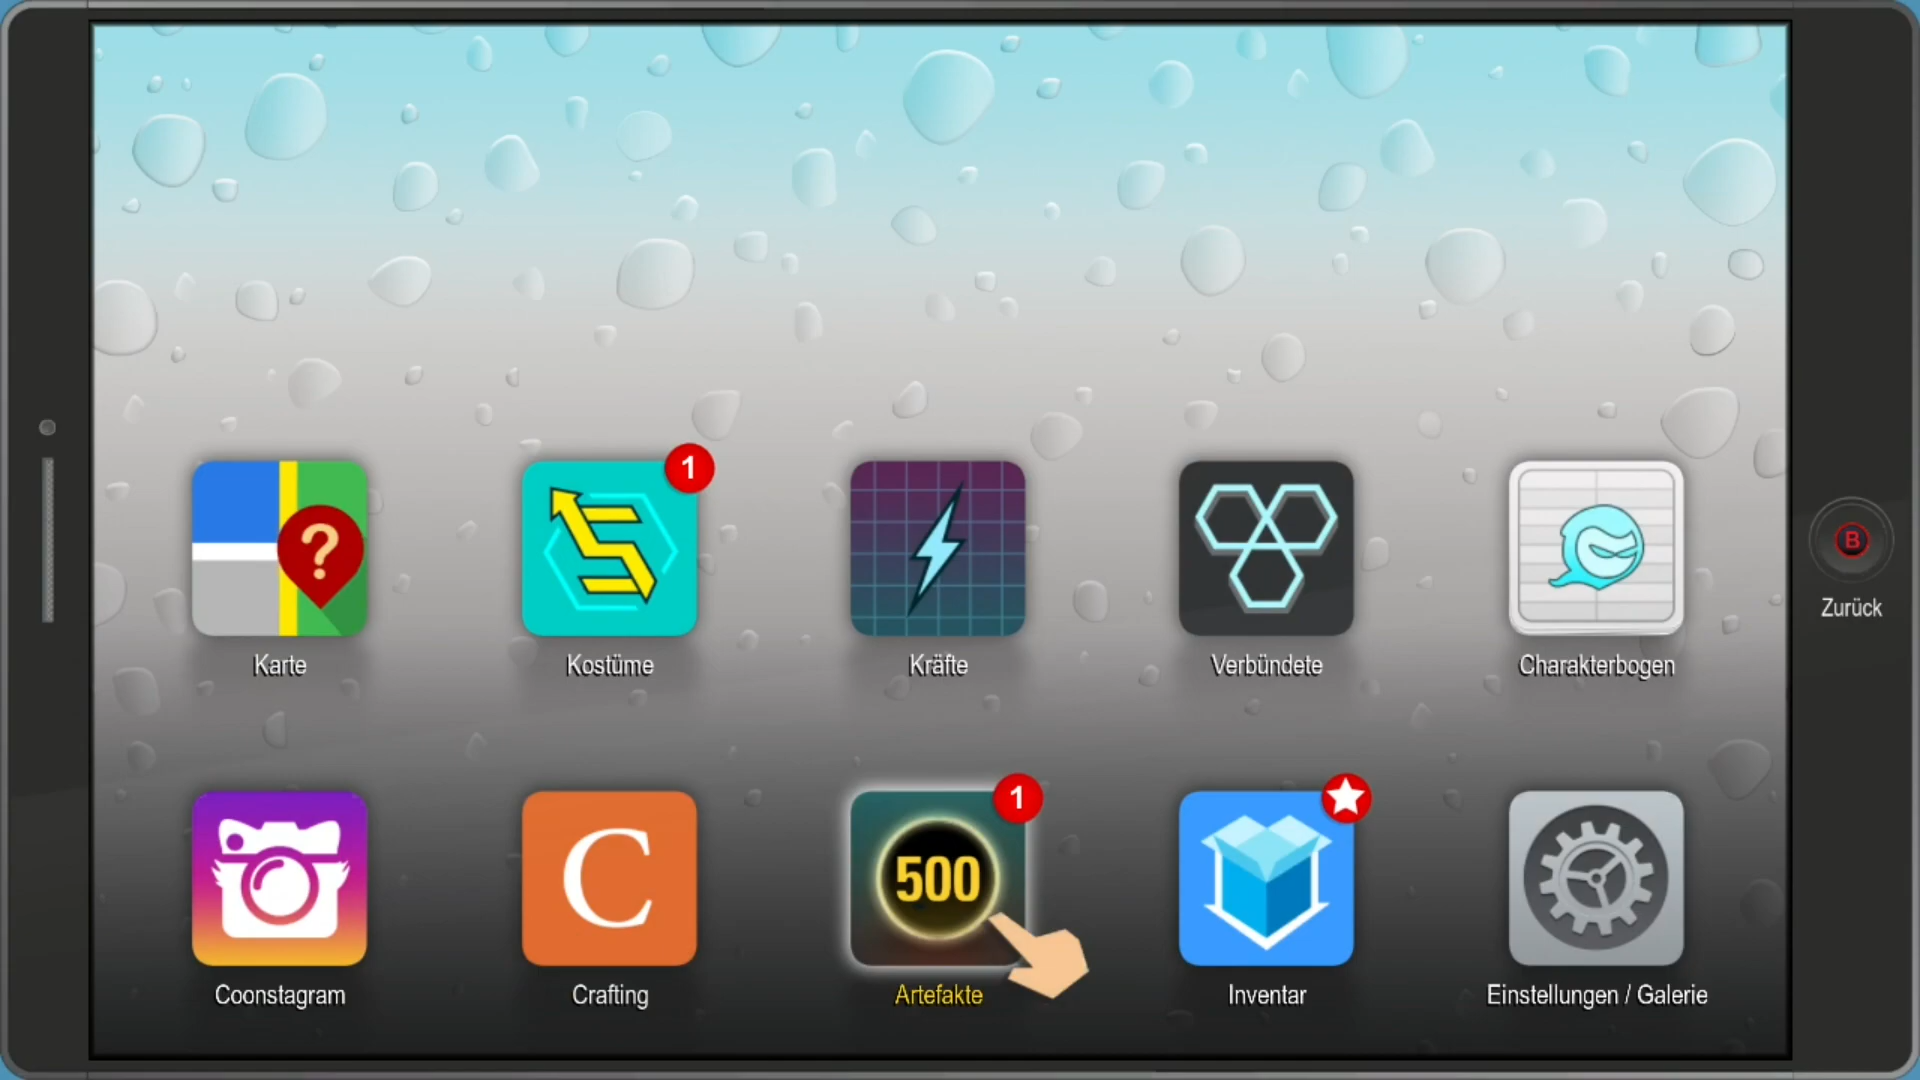 1
?
B
Zurück
Karte
Kostüme
Kräfte
Verbündete
Charakterbogen
1
C
500
Coonstagram
Crafting
Artefakte
Inventar
Einstellungen / Galerie